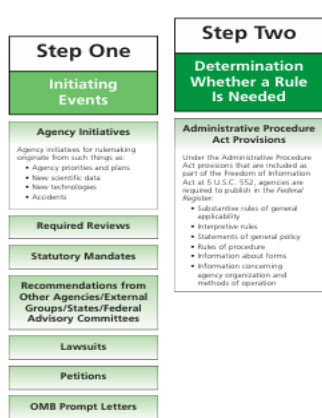 Step One
Initiating
Events
Agency Initiatives
Agency initiatives for rulemaking
originate from such things as:
• Agency priorities and plans
• New scientific data
• New technologies
• Accidents
Required Reviews
Statutory Mandates
Recommendations from
Other Agencies/External
Groups/States/Federal
Advisory Committees
Lawsuits
Petitions
OMB Prompt Letters
Step Two
Determination
Whether a Rule
Is Needed
Administrative Procedure
Act Provisions
Under the Administrative Procedure
Act provisions that are included as
part of the Freedom of Information
Act at 5 U.S.C. 552, agencies are
required to publish in the Federal
Register:
• Substantive rules of general
applicability
• Interpretive rules
• Statements of general policy
• Rules of procedure
• Information about forms
• Information concerning
agency organization and
methods of operation